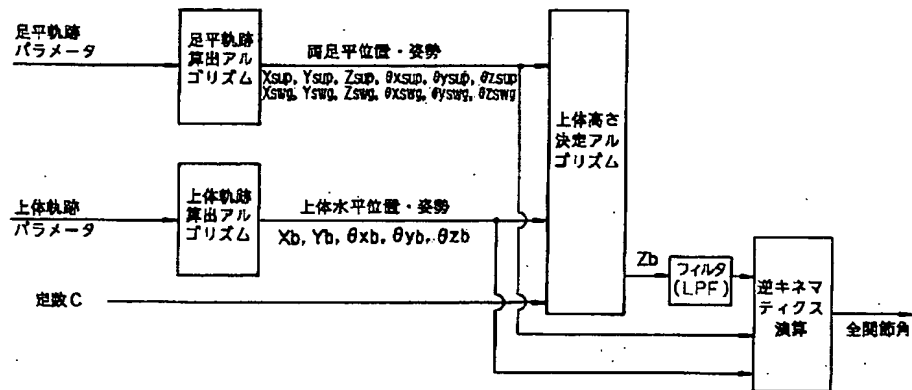 足平軌跡
パラメータ
足平軌跡
算出アル
ゴリズム
両足平位置・姿勢
Xsup, Ysup, Zsup, θxsup, θysup, θzsup
Xswg, Yswg, Zswg, θxswg, θyswg, θzswg
上体高さ
決定アル
ゴリズム
上体軌跡
パラメータ
上体軌跡
算出アル
ゴリズム
上体水平位置・姿勢
Xb, Yb, θxb, θyb, θzb
定数C
Zb
フィルタ
(LPF)
逆キネマ
ティクス
演算
全関節角